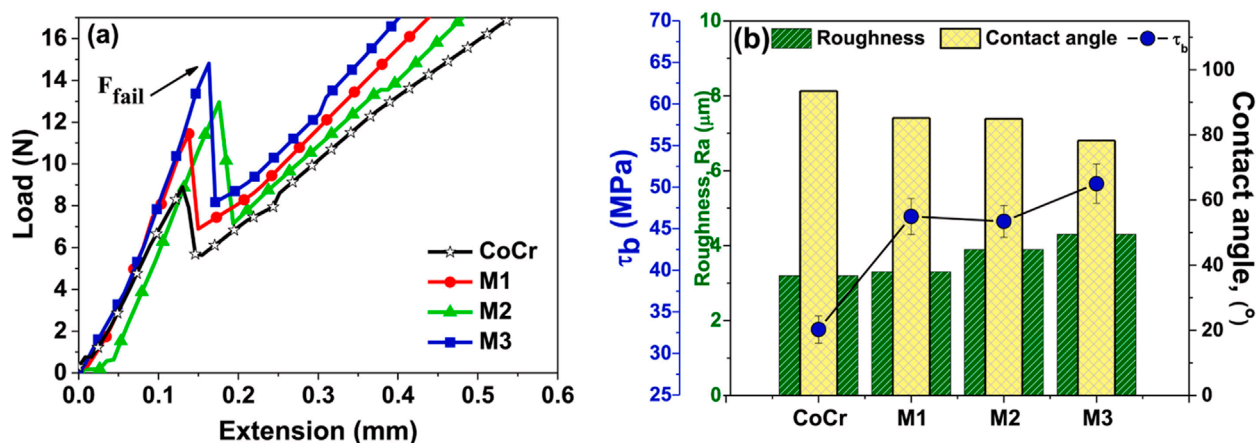 (a)
F_fail
Load (N)
16
14
12
10
8
6
4
2
0
0.0 0.1 0.2 0.3 0.4 0.5 0.6
Extension (mm)
CoCr
M1
M2
M3
(b)
Roughness Contact angle τ_b
τb (MPa)
70
65
60
55
50
45
40
35
30
25
Roughness, Ra (μm)
10
8
6
4
2
0
CoCr M1 M2 M3
100
80
60
40
20
0
Contact angle, (°)